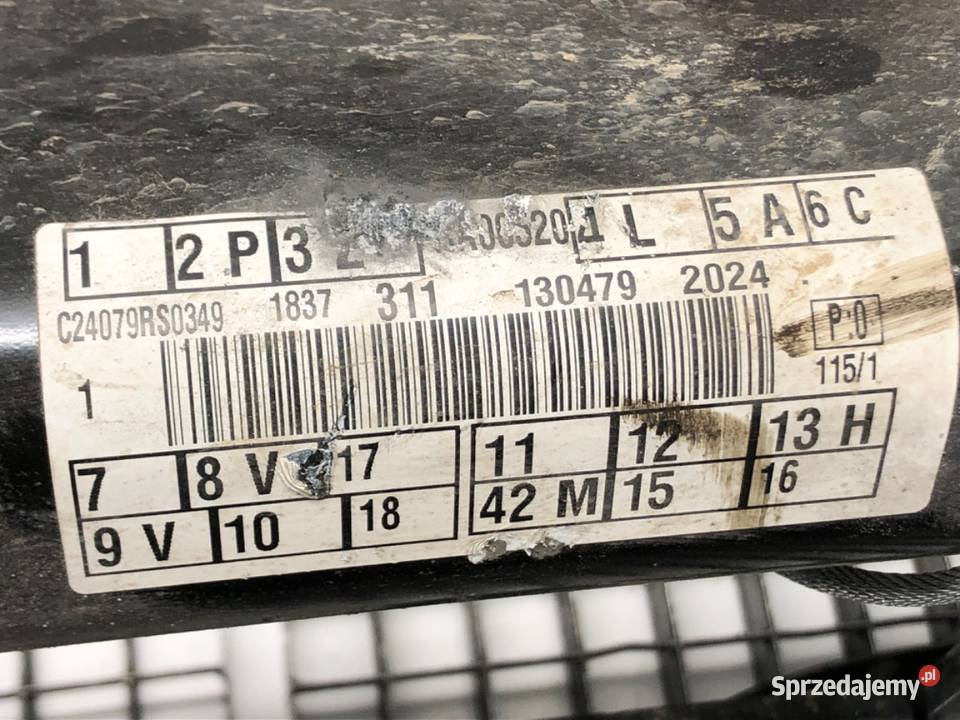 1 2 P 3 1 L 5 A 6 C
C24079RS0349 1837 311 130479 2024
P:0
1 115/1
7 8 V 17 11 12 13 H
9 V 10 18 42 M 15 16
Sprzedajemy.pl